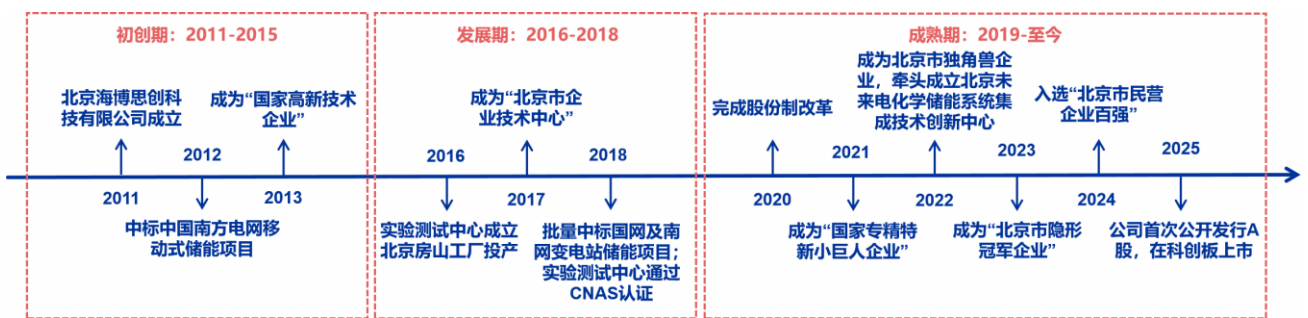 初创期：2011-2015
北京海博思创科
技有限公司成立
2011
2012
中标中国南方电网移
动式储能项目
成为“国家高新技术
企业”
2013
发展期：2016-2018
2016
实验测试中心成立
北京房山工厂投产
成为“北京市企
业技术中心”
2017
2018
批量中标国网及南
网变电站储能项目；
实验测试中心通过
CNAS认证
成熟期：2019-至今
完成股份制改革
2020
2021
成为“国家专精特
新小巨人企业”
成为北京市独角兽企
业，牵头成立北京未
来电化学储能系统集
成技术创新中心
2022
2023
成为“北京市隐形
冠军企业”
入选“北京市民营
企业百强”
2024
2025
公司首次公开发行A
股，在科创板上市